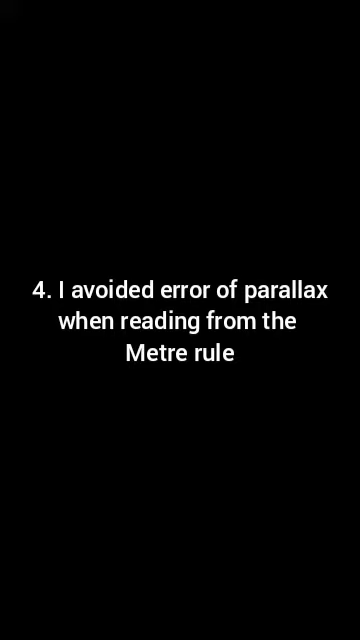 4. I avoided error of parallax
when reading from the
Metre rule